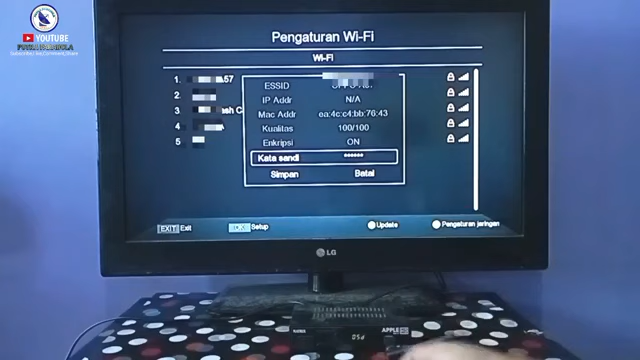 YOUTUBE
Pengaturan Wi-Fi
Wi-Fi
1. 57
2.
3
4
5
ESSID
IP Addr N/A
Mac Addr ea:4c:c4:bb:76:43
Kualitas 100/100
Enkripsi ON
Kata sandi ******
Simpan Batal
EXIT Exit OK Setup Update Pengaturan jaringan
LG
APPLE